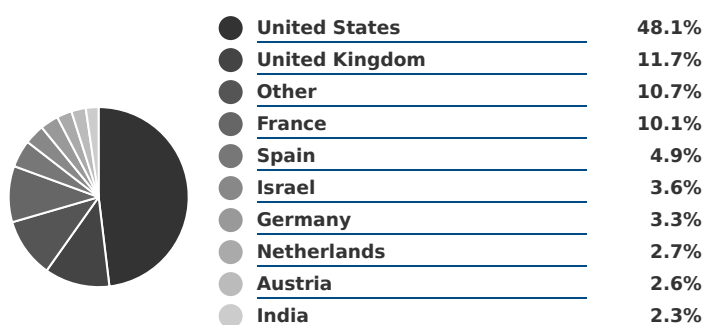 United States 48.1%
United Kingdom 11.7%
Other 10.7%
France 10.1%
Spain 4.9%
Israel 3.6%
Germany 3.3%
Netherlands 2.7%
Austria 2.6%
India 2.3%